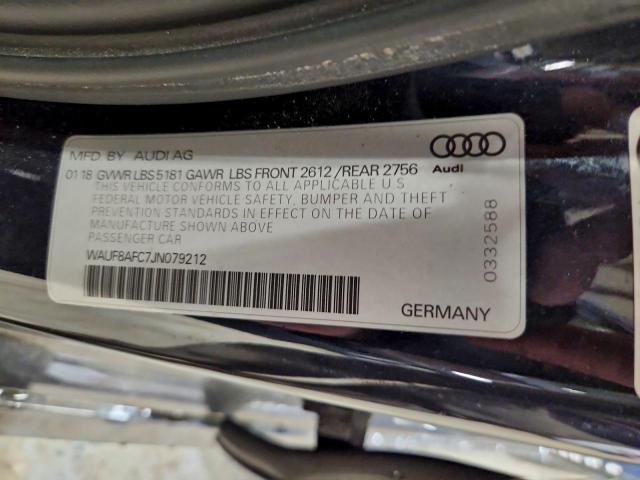 MFD BY AUDI AG
01 18 GVWR LBS 5181 GAWR LBS FRONT 2612 /REAR 2756
THIS VEHICLE CONFORMS TO ALL APPLICABLE U S
FEDERAL MOTOR VEHICLE SAFETY, BUMPER AND THEFT
PREVENTION STANDARDS IN EFFECT ON THE DATE OF
MANUFACTURE SHOWN ABOVE
PASSENGER CAR
WAUF8AFC7JN079212
Audi
0332588
GERMANY